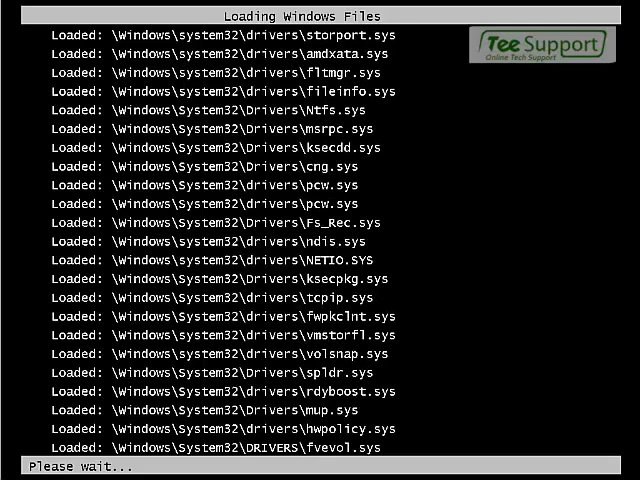 Loading Windows Files
Tee Support
Online Tech Support
Loaded: \Windows\system32\drivers\storport.sys
Loaded: \Windows\system32\drivers\amdxata.sys
Loaded: \Windows\system32\drivers\fltmgr.sys
Loaded: \Windows\system32\drivers\fileinfo.sys
Loaded: \Windows\System32\Drivers\Ntfs.sys
Loaded: \Windows\System32\Drivers\msrpc.sys
Loaded: \Windows\System32\Drivers\ksecdd.sys
Loaded: \Windows\System32\Drivers\cng.sys
Loaded: \Windows\System32\drivers\pcw.sys
Loaded: \Windows\System32\drivers\pcw.sys
Loaded: \Windows\System32\Drivers\Fs_Rec.sys
Loaded: \Windows\system32\drivers\ndis.sys
Loaded: \Windows\system32\drivers\NETIO.SYS
Loaded: \Windows\System32\Drivers\ksecpkg.sys
Loaded: \Windows\System32\drivers\tcpip.sys
Loaded: \Windows\System32\drivers\fwpkclnt.sys
Loaded: \Windows\system32\drivers\vmstorfl.sys
Loaded: \Windows\system32\drivers\volsnap.sys
Loaded: \Windows\System32\Drivers\spldr.sys
Loaded: \Windows\System32\drivers\rdyboost.sys
Loaded: \Windows\System32\Drivers\mup.sys
Loaded: \Windows\System32\drivers\hwpolicy.sys
Loaded: \Windows\System32\DRIVERS\fvevol.sys
Please wait...